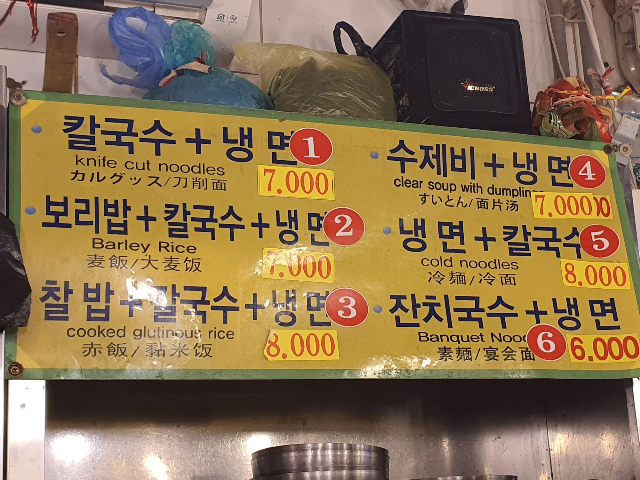 VICBOSS
칼국수 + 냉면 1
knife cut noodles
カルグッス/刀削面
7.000
보리밥 + 칼국수 + 냉면 2
Barley Rice
麦飯/大麦饭
7.000
찰밥 + 칼국수 + 냉면 3
cooked glutinous rice
赤飯/黏米饭
8.000
수제비 + 냉면 4
clear soup with dumplin
すいとん/面片汤
7.000
냉면 + 칼국수 5
cold noodles
冷麺/冷面
8.000
잔치국수 + 냉면
Banquet Nood
素麺/宴会面 6
6.000